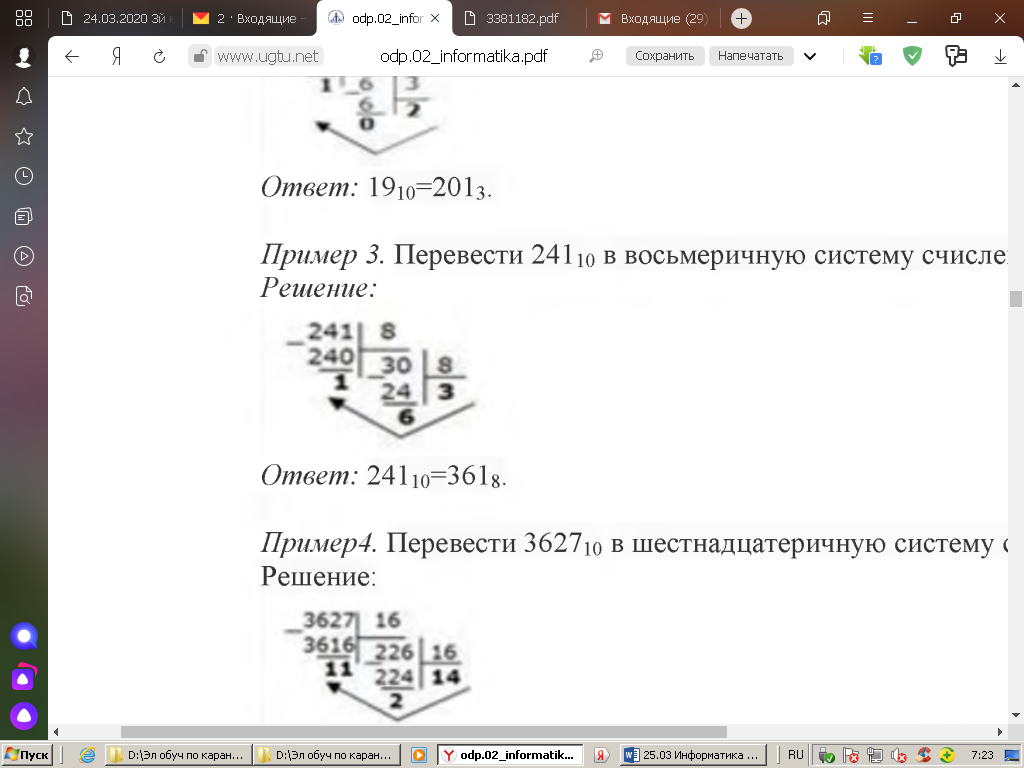 24.03.2020 3й
2 · Входящие –
odp.02_infor
3381182.pdf
Входящие (29)
www.ugtu.net
odp.02_informatika.pdf
Сохранить
Напечатать
1 6 3
6 2
0
Ответ: 19₁₀=201₃.
Пример 3. Перевести 241₁₀ в восьмеричную систему счисле
Решение:
241 8
240 30 8
1 24 3
6
Ответ: 241₁₀=361₈.
Пример4. Перевести 3627₁₀ в шестнадцатеричную систему с
Решение:
3627 16
3616 226 16
11 224 14
2
Пуск
D:\Эл обуч по каран...
D:\Эл обуч по каран...
odp.02_informatik...
25.03 Информатика ...
RU
7:23